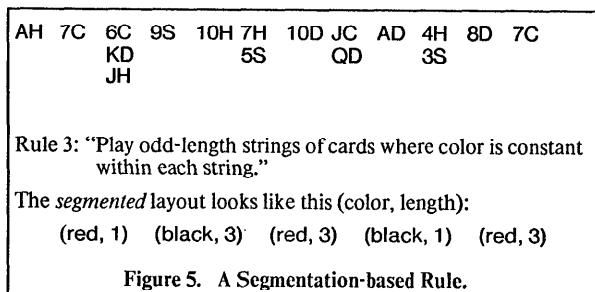 AH 7C 6C 9S 10H 7H 10D JC AD 4H 8D 7C
KD 5S QD 3S
JH
Rule 3: "Play odd-length strings of cards where color is constant
within each string."
The segmented layout looks like this (color, length):
(red, 1) (black, 3) (red, 3) (black, 1) (red, 3)
Figure 5. A Segmentation-based Rule.